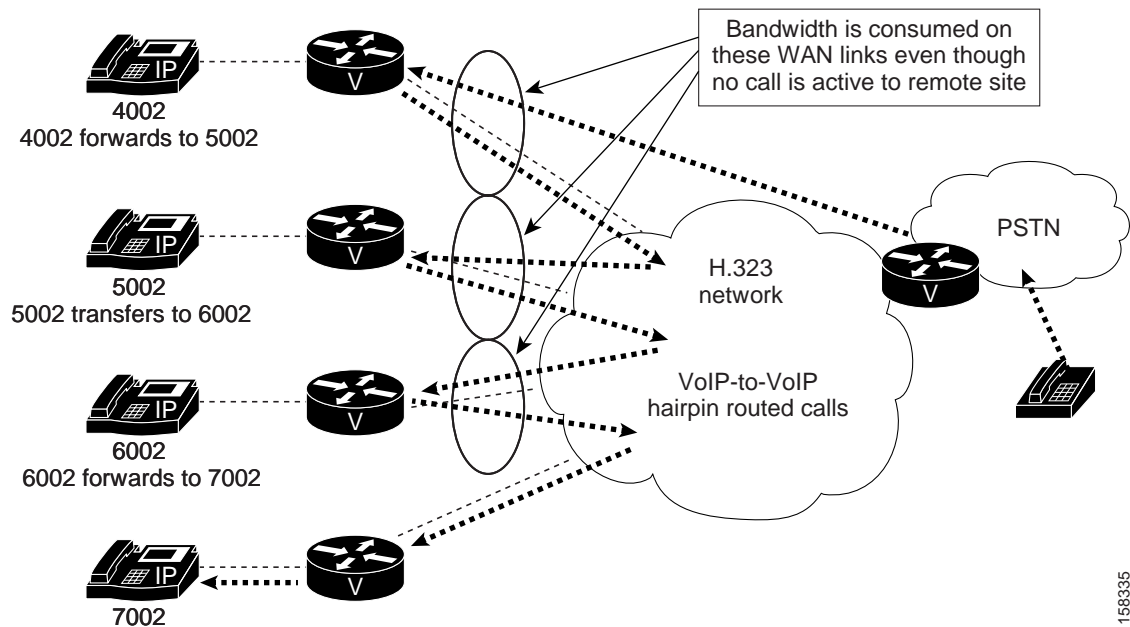 Bandwidth is consumed on
these WAN links even though
no call is active to remote site
IP
V
4002
4002 forwards to 5002
IP
V
5002
5002 transfers to 6002
H.323
network
PSTN
V
VoIP-to-VoIP
hairpin routed calls
IP
V
6002
6002 forwards to 7002
IP
V
7002
158335